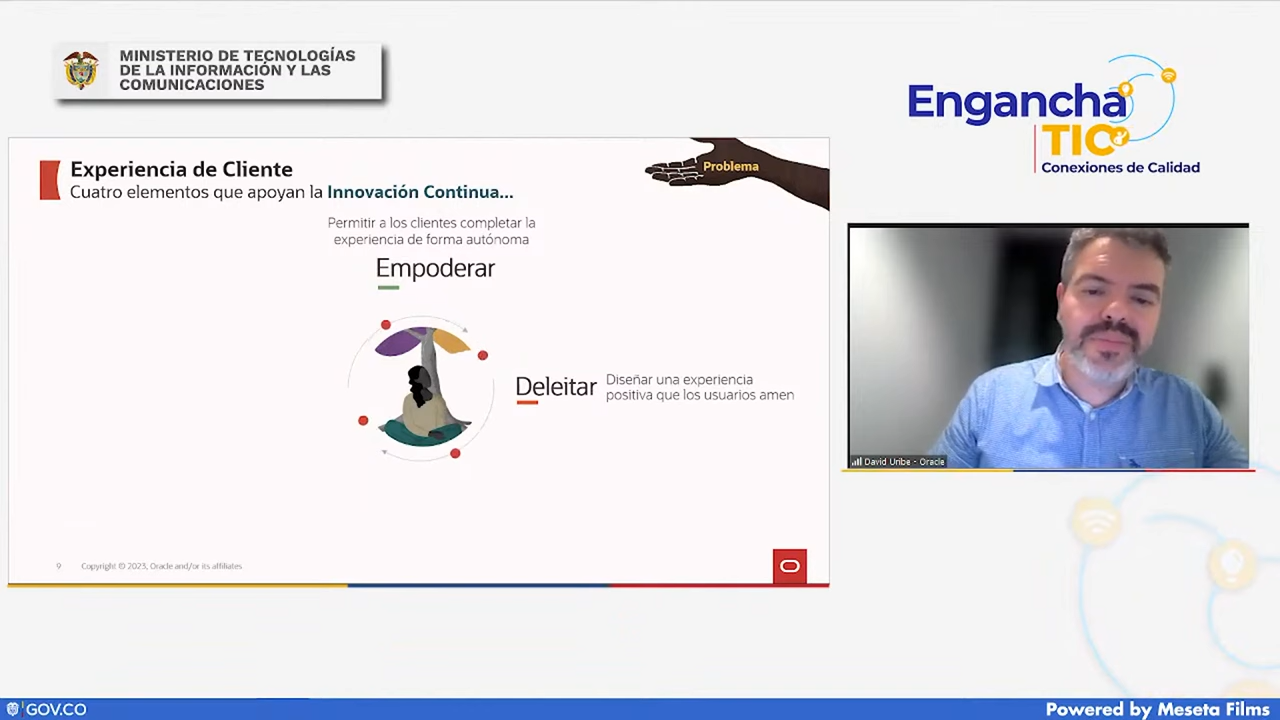 MINISTERIO DE TECNOLOGÍAS
DE LA INFORMACIÓN Y LAS
COMUNICACIONES
Engancha
TIC
Conexiones de Calidad
Experiencia de Cliente
Cuatro elementos que apoyan la Innovación Continua...
Problema
Permitir a los clientes completar la
experiencia de forma autónoma
Empoderar
Deleitar
Diseñar una experiencia
positiva que los usuarios amen
David Uribe - Oracle
9 Copyright © 2023, Oracle and/or its affiliates
GOV.CO
Powered by Meseta Films